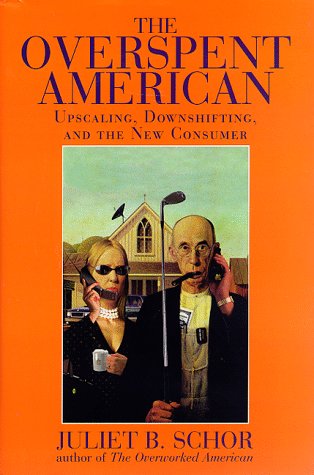 THE
OVERSPENT
AMERICAN
UPSCALING, DOWNSHIFTING,
AND THE NEW CONSUMER
JULIET B. SCHOR
author of The Overworked American